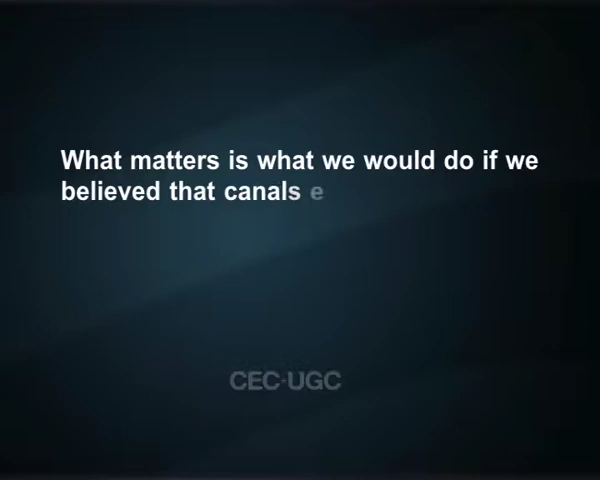 What matters is what we would do if we
believed that canals e
CEC-UGC